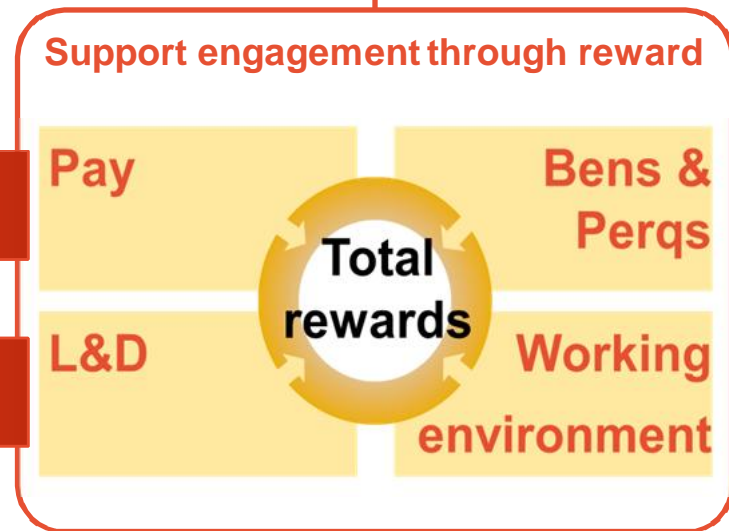 Support engagement through reward
Pay
Bens &
Perqs
Total
rewards
L&D
Working
environment